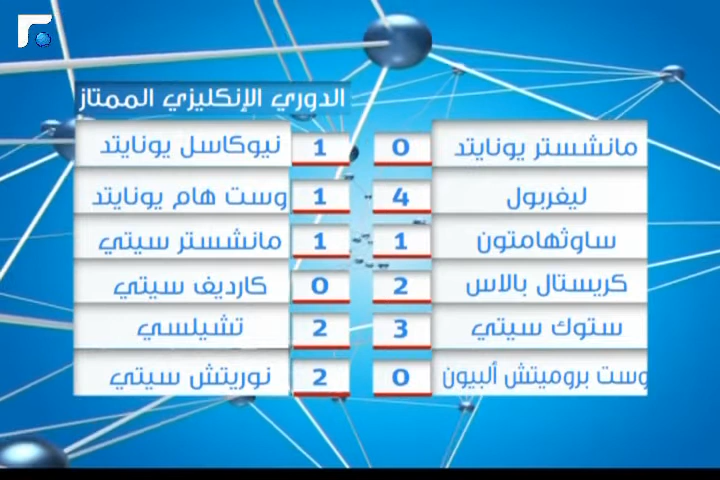 الدوري الإنكليزي الممتاز
مانشستر يونايتد 0 1 نيوكاسل يونايتد
ليفربول 4 1 وست هام يونايتد
ساوثهامتون 1 1 مانشستر سيتي
كريستال بالاس 2 0 كارديف سيتي
ستوك سيتي 3 2 تشيلسي
وست بروميتش ألبيون 0 2 نوريتش سيتي